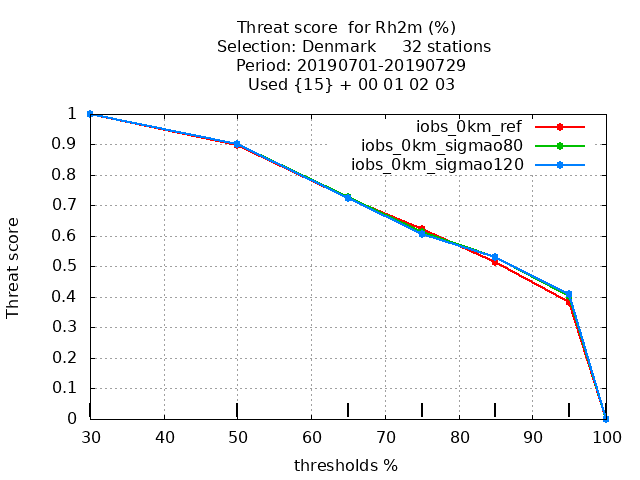 Threat score  for Rh2m (%)
Selection: Denmark     32 stations
Period: 20190701-20190729
Used {15} + 00 01 02 03
iobs_0km_ref
iobs_0km_sigmao80
iobs_0km_sigmao120
1
0.9
0.8
0.7
0.6
0.5
0.4
0.3
0.2
0.1
0
Threat score
30 40 50 60 70 80 90 100
thresholds %